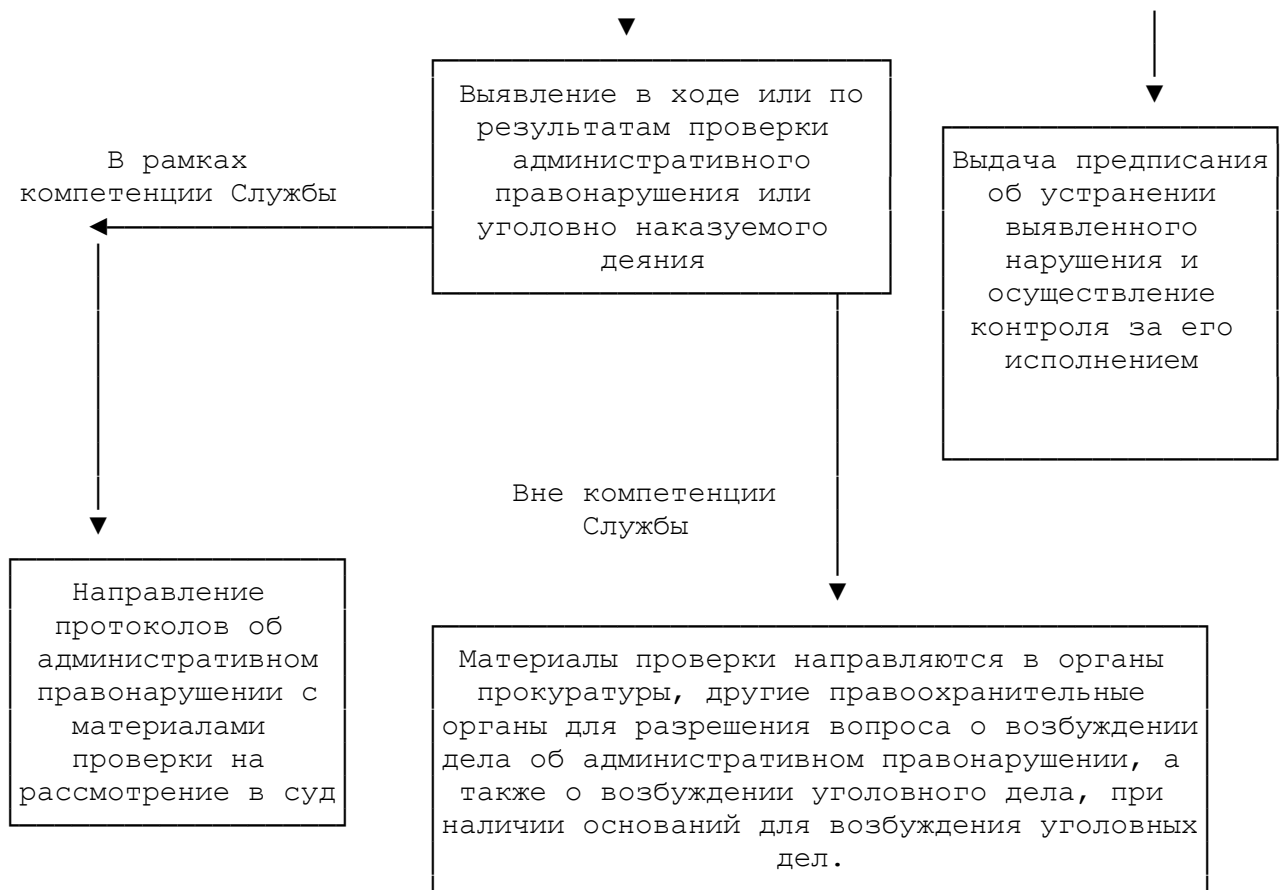 Выявление в ходе или по
результатам проверки
административного
правонарушения или
уголовно наказуемого
деяния
В рамках
компетенции Службы
Выдача предписания
об устранении
выявленного
нарушения и
осуществление
контроля за его
исполнением
Вне компетенции
Службы
Направление
протоколов об
административном
правонарушении с
материалами
проверки на
рассмотрение в суд
Материалы проверки направляются в органы
прокуратуры, другие правоохранительные
органы для разрешения вопроса о возбуждении
дела об административном правонарушении, а
также о возбуждении уголовного дела, при
наличии оснований для возбуждения уголовных
дел.